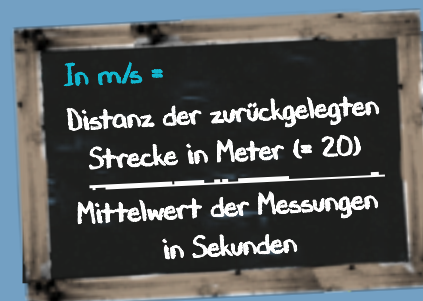 In m/s =
Distanz der zurückgelegten
Strecke in Meter (= 20)
Mittelwert der Messungen
in Sekunden